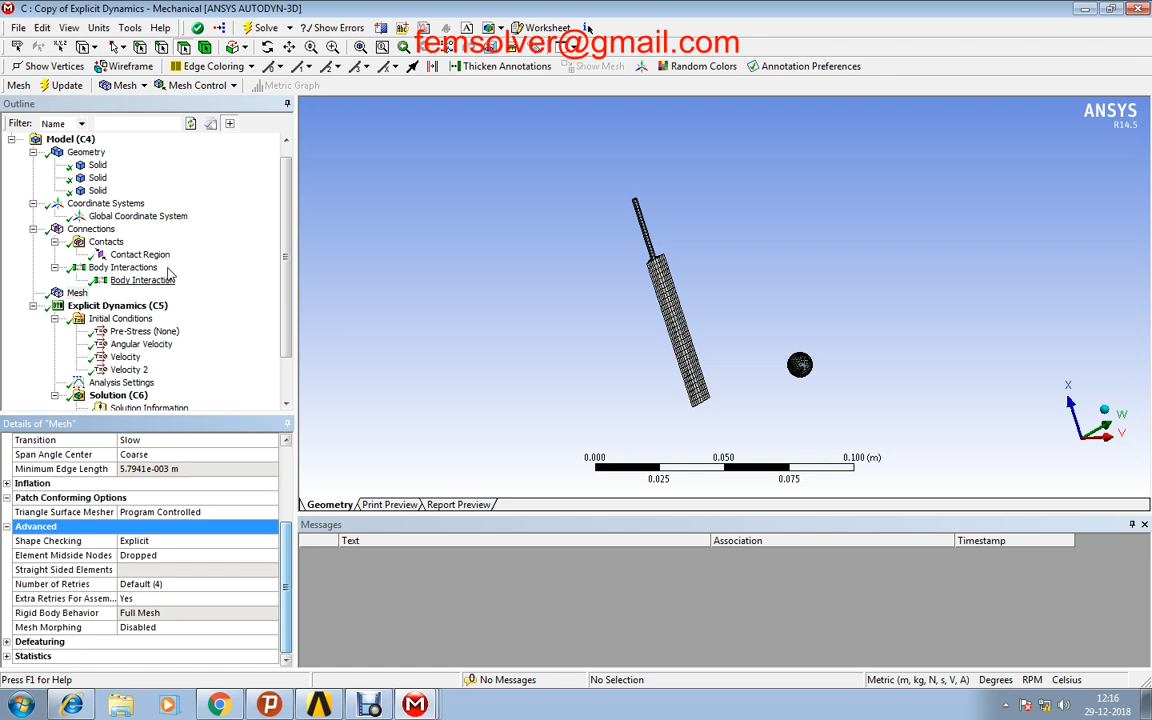 C : Copy of Explicit Dynamics - Mechanical [ANSYS AUTODYN-3D]
File Edit View Units Tools Help Solve Show Errors Worksheet
femsolver@gmail.com
Show Vertices Wireframe Edge Coloring Thicken Annotations Show Mesh Random Colors Annotation Preferences
Mesh Update Mesh Mesh Control Metric Graph
Outline
Filter: Name
Model (C4)
Geometry
Solid
Solid
Solid
Coordinate Systems
Global Coordinate System
Connections
Contacts
Contact Region
Body Interactions
Body Interaction
Mesh
Explicit Dynamics (C5)
Initial Conditions
Pre-Stress (None)
Angular Velocity
Velocity
Velocity 2
Analysis Settings
Solution (C6)
Solution Information
Details of "Mesh"
Transition Slow
Span Angle Center Coarse
Minimum Edge Length 5.7941e-003 m
Inflation
Patch Conforming Options
Triangle Surface Mesher Program Controlled
Advanced
Shape Checking Explicit
Element Midside Nodes Dropped
Straight Sided Elements
Number of Retries Default (4)
Extra Retries For Assem... Yes
Rigid Body Behavior Full Mesh
Mesh Morphing Disabled
Defeaturing
Statistics
ANSYS
R14.5
X
W
V
0.000 0.050 0.100 (m)
0.025 0.075
Geometry Print Preview Report Preview
Messages
Text Association Timestamp
Press F1 for Help No Messages No Selection Metric (m, kg, N, s, V, A) Degrees RPM Celsius
12:16
29-12-2018